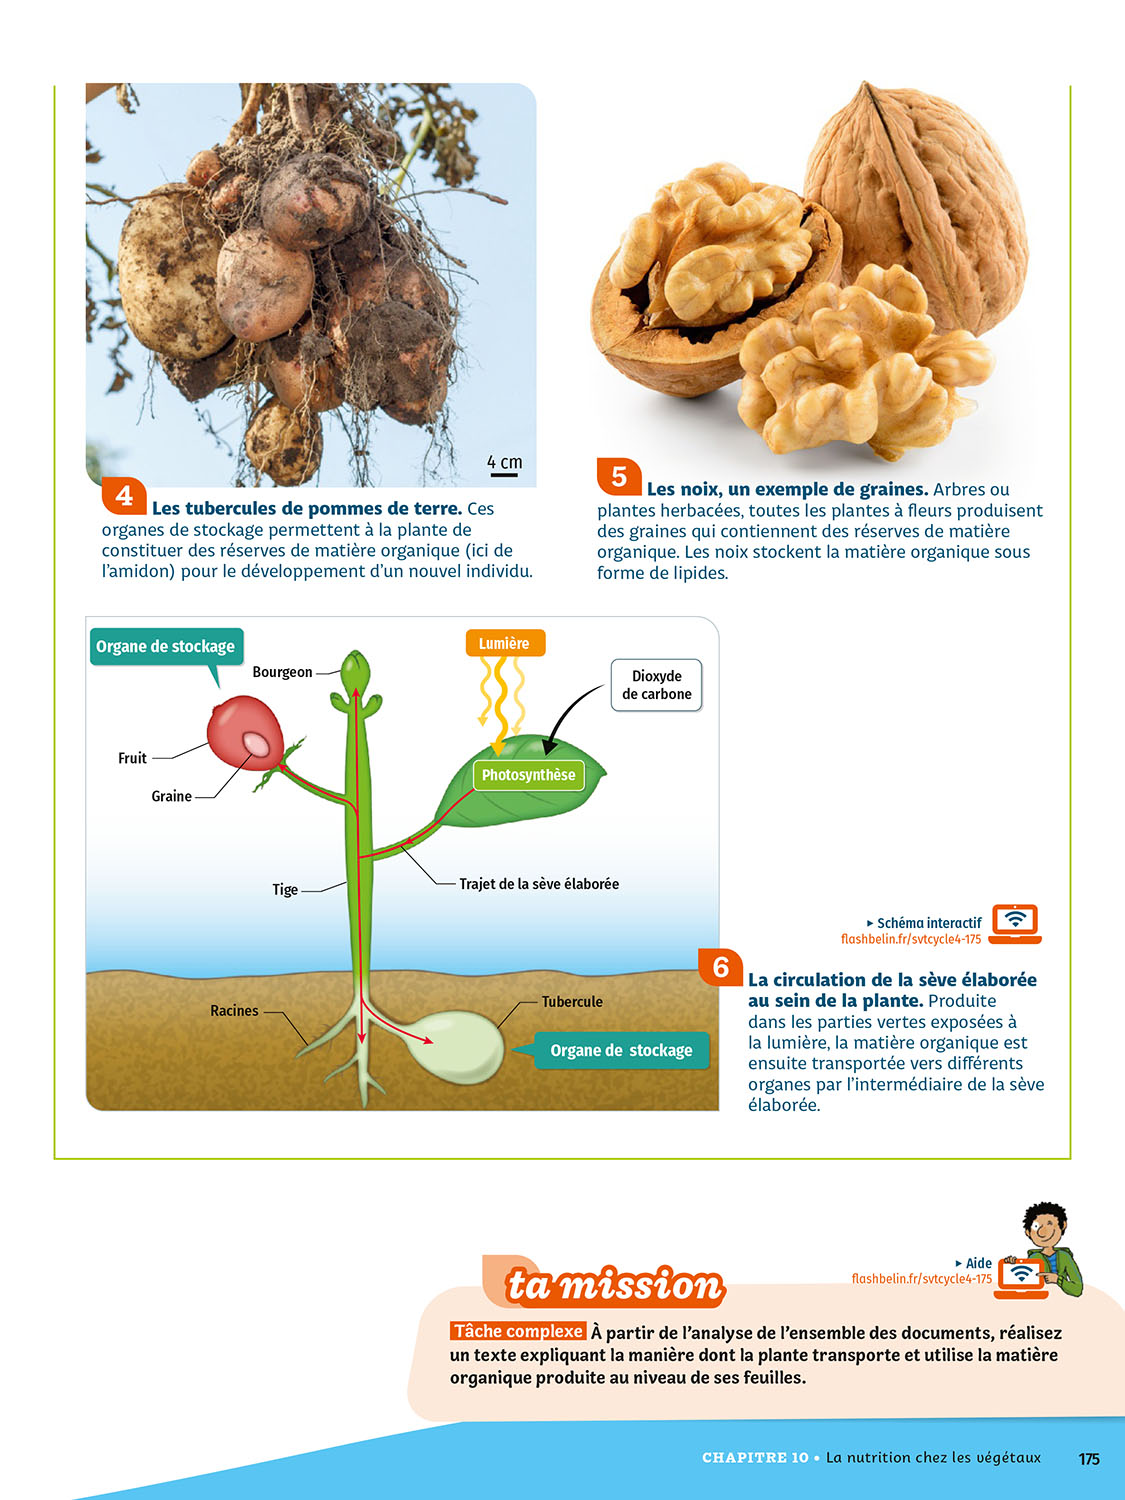 4 cm
4 Les tubercules de pommes de terre. Ces
organes de stockage permettent à la plante de
constituer des réserves de matière organique (ici de
l'amidon) pour le développement d'un nouvel individu.
5 Les noix, un exemple de graines. Arbres ou
plantes herbacées, toutes les plantes à fleurs produisent
des graines qui contiennent des réserves de matière
organique. Les noix stockent la matière organique sous
forme de lipides.
Organe de stockage
Bourgeon
Lumière
Dioxyde
de carbone
Fruit
Graine
Photosynthèse
Tige
Trajet de la sève élaborée
Racines
Tubercule
Organe de stockage
▸ Schéma interactif
flashbelin.fr/svtcycle4-175
6 La circulation de la sève élaborée
au sein de la plante. Produite
dans les parties vertes exposées à
la lumière, la matière organique est
ensuite transportée vers différents
organes par l'intermédiaire de la sève
élaborée.
▸ Aide
flashbelin.fr/svtcycle4-175
ta mission
Tâche complexe À partir de l'analyse de l'ensemble des documents, réalisez
un texte expliquant la manière dont la plante transporte et utilise la matière
organique produite au niveau de ses feuilles.
CHAPITRE 10 • La nutrition chez les végétaux 175